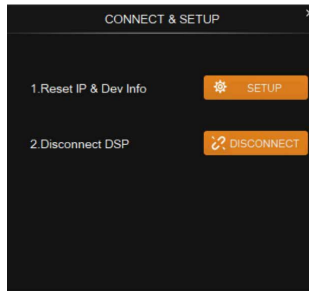 CONNECT & SETUP
1.Reset IP & Dev Info
SETUP
2.Disconnect DSP
DISCONNECT